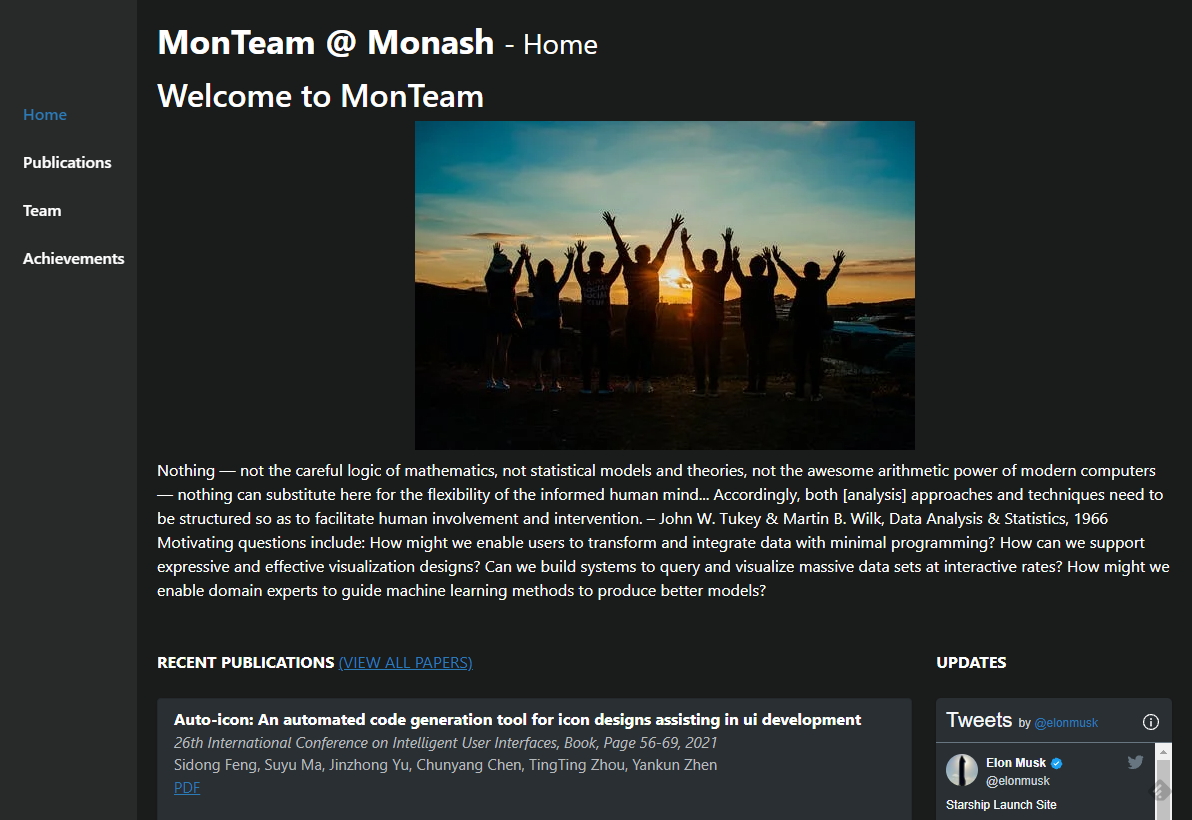 MonTeam @ Monash - Home
Home
Publications
Team
Achievements
Welcome to MonTeam
SOCIAL
SOCIAL
CLUB
Nothing — not the careful logic of mathematics, not statistical models and theories, not the awesome arithmetic power of modern computers
— nothing can substitute here for the flexibility of the informed human mind... Accordingly, both [analysis] approaches and techniques need to
be structured so as to facilitate human involvement and intervention. – John W. Tukey & Martin B. Wilk, Data Analysis & Statistics, 1966
Motivating questions include: How might we enable users to transform and integrate data with minimal programming? How can we support
expressive and effective visualization designs? Can we build systems to query and visualize massive data sets at interactive rates? How might we
enable domain experts to guide machine learning methods to produce better models?
RECENT PUBLICATIONS (VIEW ALL PAPERS)
Auto-icon: An automated code generation tool for icon designs assisting in ui development
26th International Conference on Intelligent User Interfaces, Book, Page 56-69, 2021
Sidong Feng, Suyu Ma, Jinzhong Yu, Chunyang Chen, TingTing Zhou, Yankun Zhen
PDF
UPDATES
Tweets by @elonmusk
Elon Musk
@elonmusk
Starship Launch Site